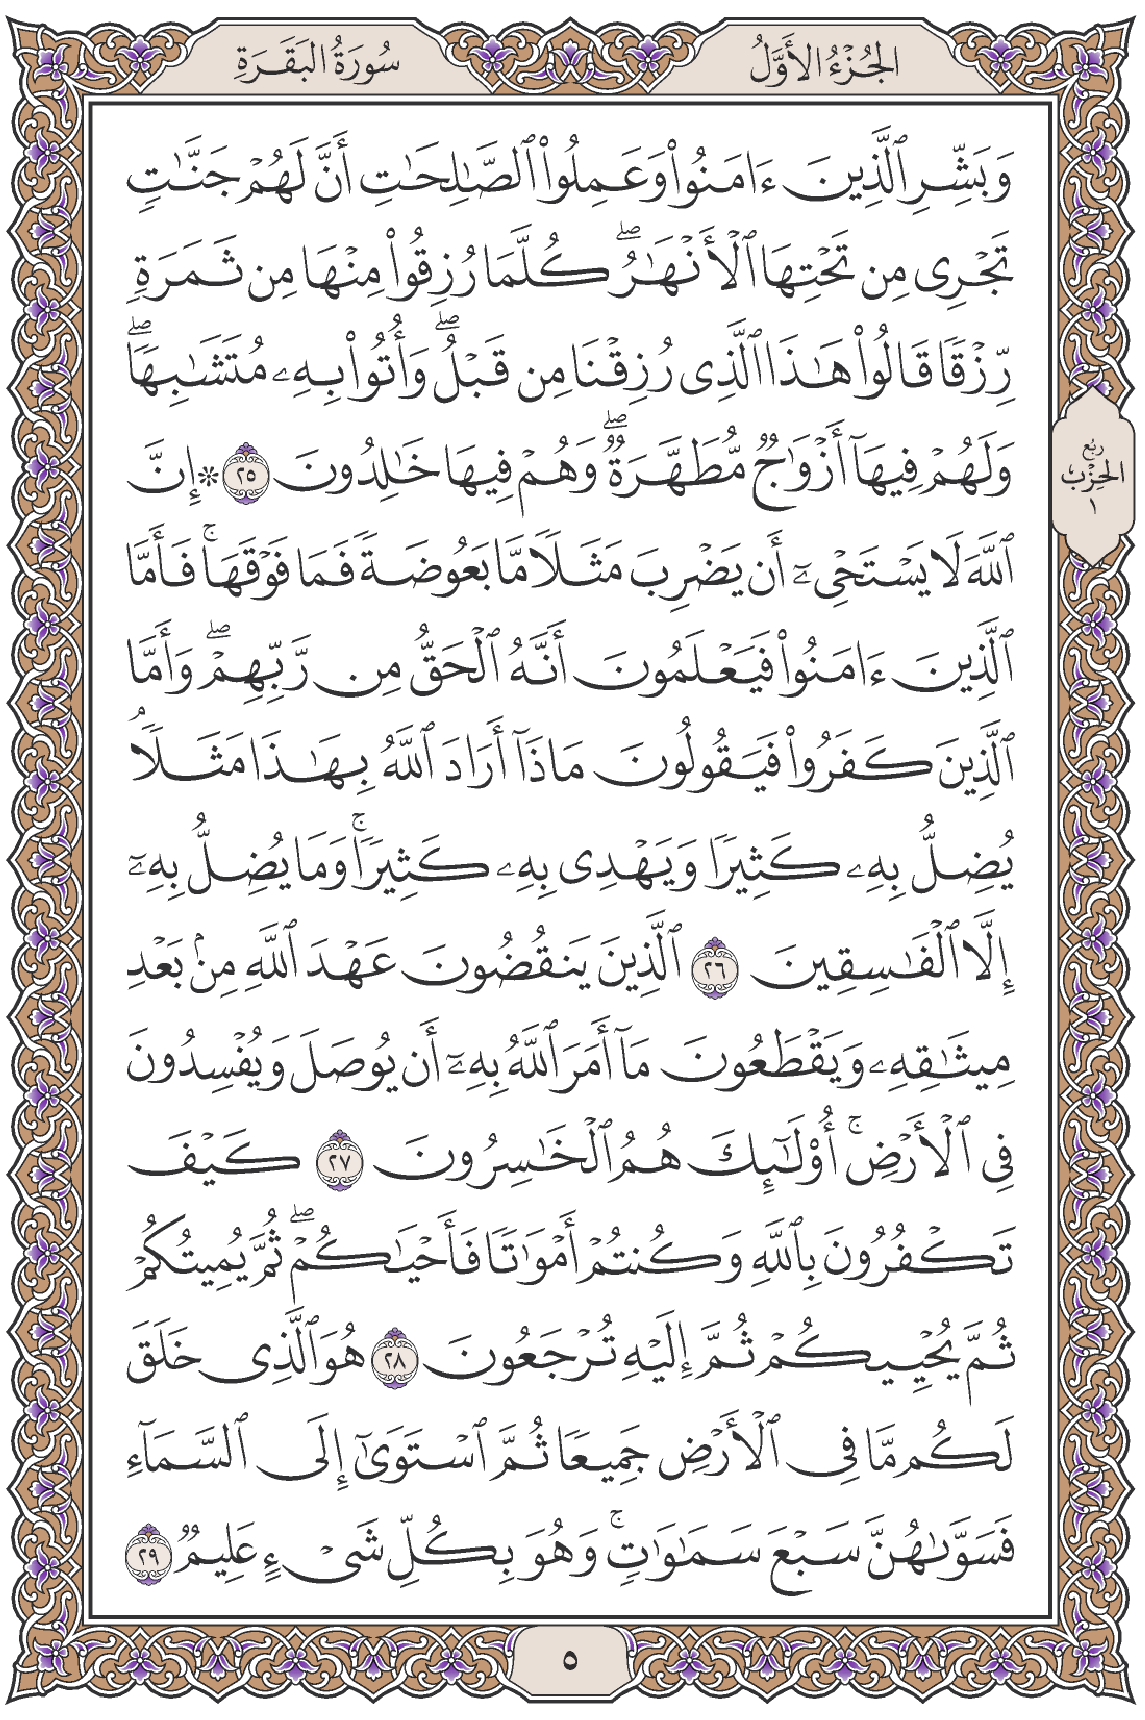 الجُزْءُ الأَوَّلُ
سُورَةُ البَقَرَةِ
وَبَشِّرِ ٱلَّذِينَ ءَامَنُوا۟ وَعَمِلُوا۟ ٱلصَّـٰلِحَـٰتِ أَنَّ لَهُمْ جَنَّـٰتٍ
تَجْرِى مِن تَحْتِهَا ٱلْأَنْهَـٰرُ ۖ كُلَّمَا رُزِقُوا۟ مِنْهَا مِن ثَمَرَةٍ
رِّزْقًا قَالُوا۟ هَـٰذَا ٱلَّذِى رُزِقْنَا مِن قَبْلُ ۖ وَأُتُوا۟ بِهِۦ مُتَشَـٰبِهًا ۖ
وَلَهُمْ فِيهَآ أَزْوَٰجٌ مُّطَهَّرَةٌ ۖ وَهُمْ فِيهَا خَـٰلِدُونَ ٢٥ ۞ إِنَّ
ٱللَّهَ لَا يَسْتَحْىِۦٓ أَن يَضْرِبَ مَثَلًا مَّا بَعُوضَةً فَمَا فَوْقَهَا ۚ فَأَمَّا
ٱلَّذِينَ ءَامَنُوا۟ فَيَعْلَمُونَ أَنَّهُ ٱلْحَقُّ مِن رَّبِّهِمْ ۖ وَأَمَّا
ٱلَّذِينَ كَفَرُوا۟ فَيَقُولُونَ مَاذَآ أَرَادَ ٱللَّهُ بِهَـٰذَا مَثَلًا ۘ
يُضِلُّ بِهِۦ كَثِيرًا وَيَهْدِى بِهِۦ كَثِيرًا ۚ وَمَا يُضِلُّ بِهِۦٓ
إِلَّا ٱلْفَـٰسِقِينَ ٢٦ ٱلَّذِينَ يَنقُضُونَ عَهْدَ ٱللَّهِ مِنۢ بَعْدِ
مِيثَـٰقِهِۦ وَيَقْطَعُونَ مَآ أَمَرَ ٱللَّهُ بِهِۦٓ أَن يُوصَلَ وَيُفْسِدُونَ
فِى ٱلْأَرْضِ ۚ أُو۟لَـٰٓئِكَ هُمُ ٱلْخَـٰسِرُونَ ٢٧ كَيْفَ
تَكْفُرُونَ بِٱللَّهِ وَكُنتُمْ أَمْوَٰتًا فَأَحْيَـٰكُمْ ۖ ثُمَّ يُمِيتُكُمْ
ثُمَّ يُحْيِيكُمْ ثُمَّ إِلَيْهِ تُرْجَعُونَ ٢٨ هُوَ ٱلَّذِى خَلَقَ
لَكُم مَّا فِى ٱلْأَرْضِ جَمِيعًا ثُمَّ ٱسْتَوَىٰٓ إِلَى ٱلسَّمَآءِ
فَسَوَّىٰهُنَّ سَبْعَ سَمَـٰوَٰتٍ ۚ وَهُوَ بِكُلِّ شَىْءٍ عَلِيمٌ ٢٩
رُبُع
الحِزْبِ
١
٥